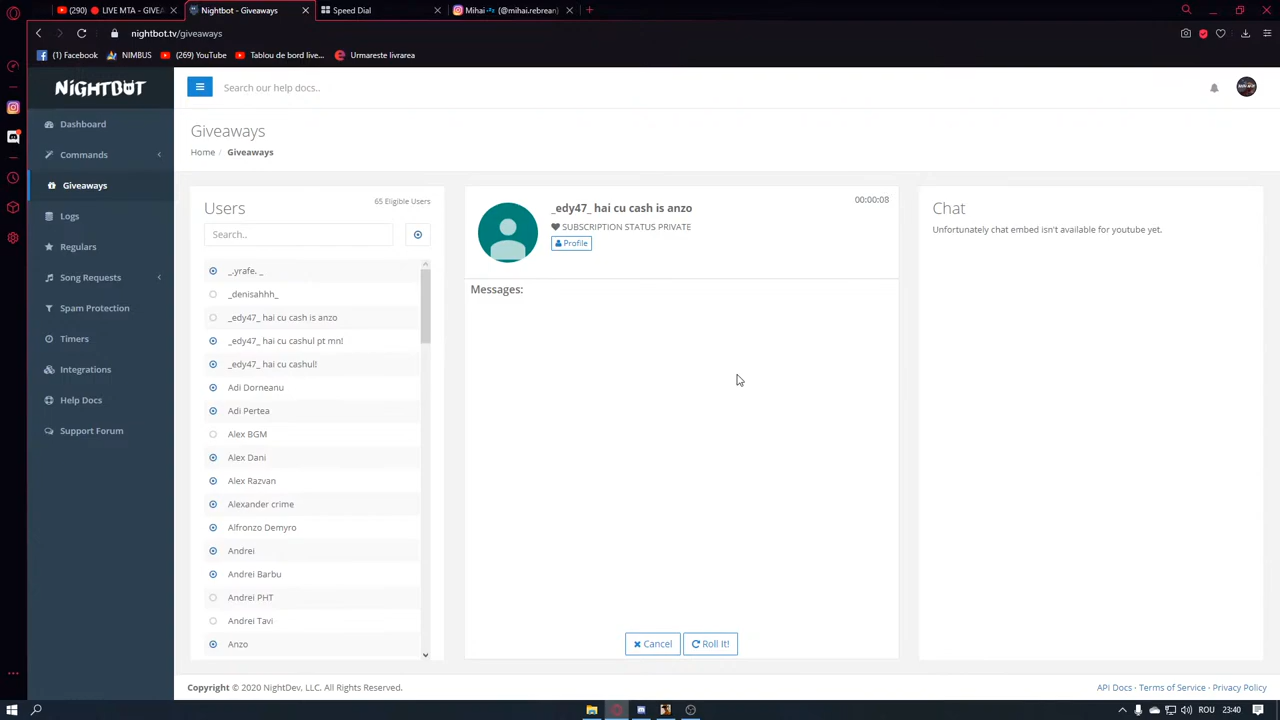 (290) 🔴 LIVE MTA - GIVEA
Nightbot - Giveaways
Speed Dial
Mihai (@mihai.rebrean)
nightbot.tv/giveaways
(1) Facebook
NIMBUS
(269) YouTube
Tablou de bord live...
Urmareste livrarea
NIGHTBOT
Search our help docs..
Dashboard
Commands
Giveaways
Logs
Regulars
Song Requests
Spam Protection
Timers
Integrations
Help Docs
Support Forum
Giveaways
Home / Giveaways
Users
65 Eligible Users
Search..
_.yrafe. _
_denisahhh_
_edy47_ hai cu cash is anzo
_edy47_ hai cu cashul pt mn!
_edy47_ hai cu cashul!
Adi Dorneanu
Adi Pertea
Alex BGM
Alex Dani
Alex Razvan
Alexander crime
Alfronzo Demyro
Andrei
Andrei Barbu
Andrei PHT
Andrei Tavi
Anzo
_edy47_ hai cu cash is anzo
00:00:08
SUBSCRIPTION STATUS PRIVATE
Profile
Messages:
Cancel
Roll It!
Chat
Unfortunately chat embed isn't available for youtube yet.
Copyright © 2020 NightDev, LLC. All Rights Reserved.
API Docs · Terms of Service · Privacy Policy
ROU
23:40